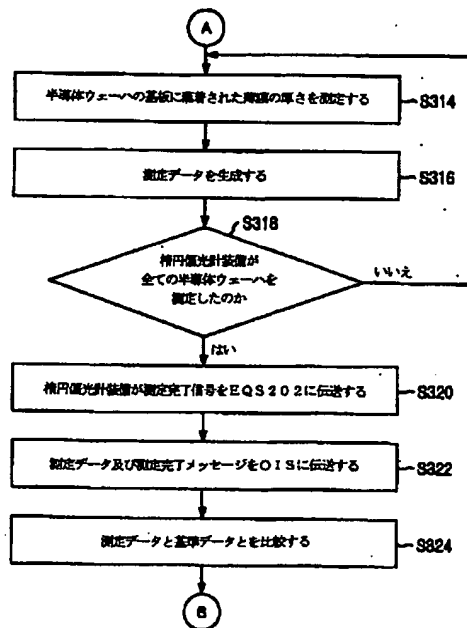 A
半導体ウェーハの基板に蒸着された薄膜の厚さを測定する
S314
測定データを生成する
S316
S318
楕円偏光計装備が
全ての半導体ウェーハを
測定したのか
いいえ
はい
楕円偏光計装備が測定完了信号をEQS202に伝送する
S320
測定データ及び測定完了メッセージをOISに伝送する
S322
測定データと基準データとを比較する
S324
B